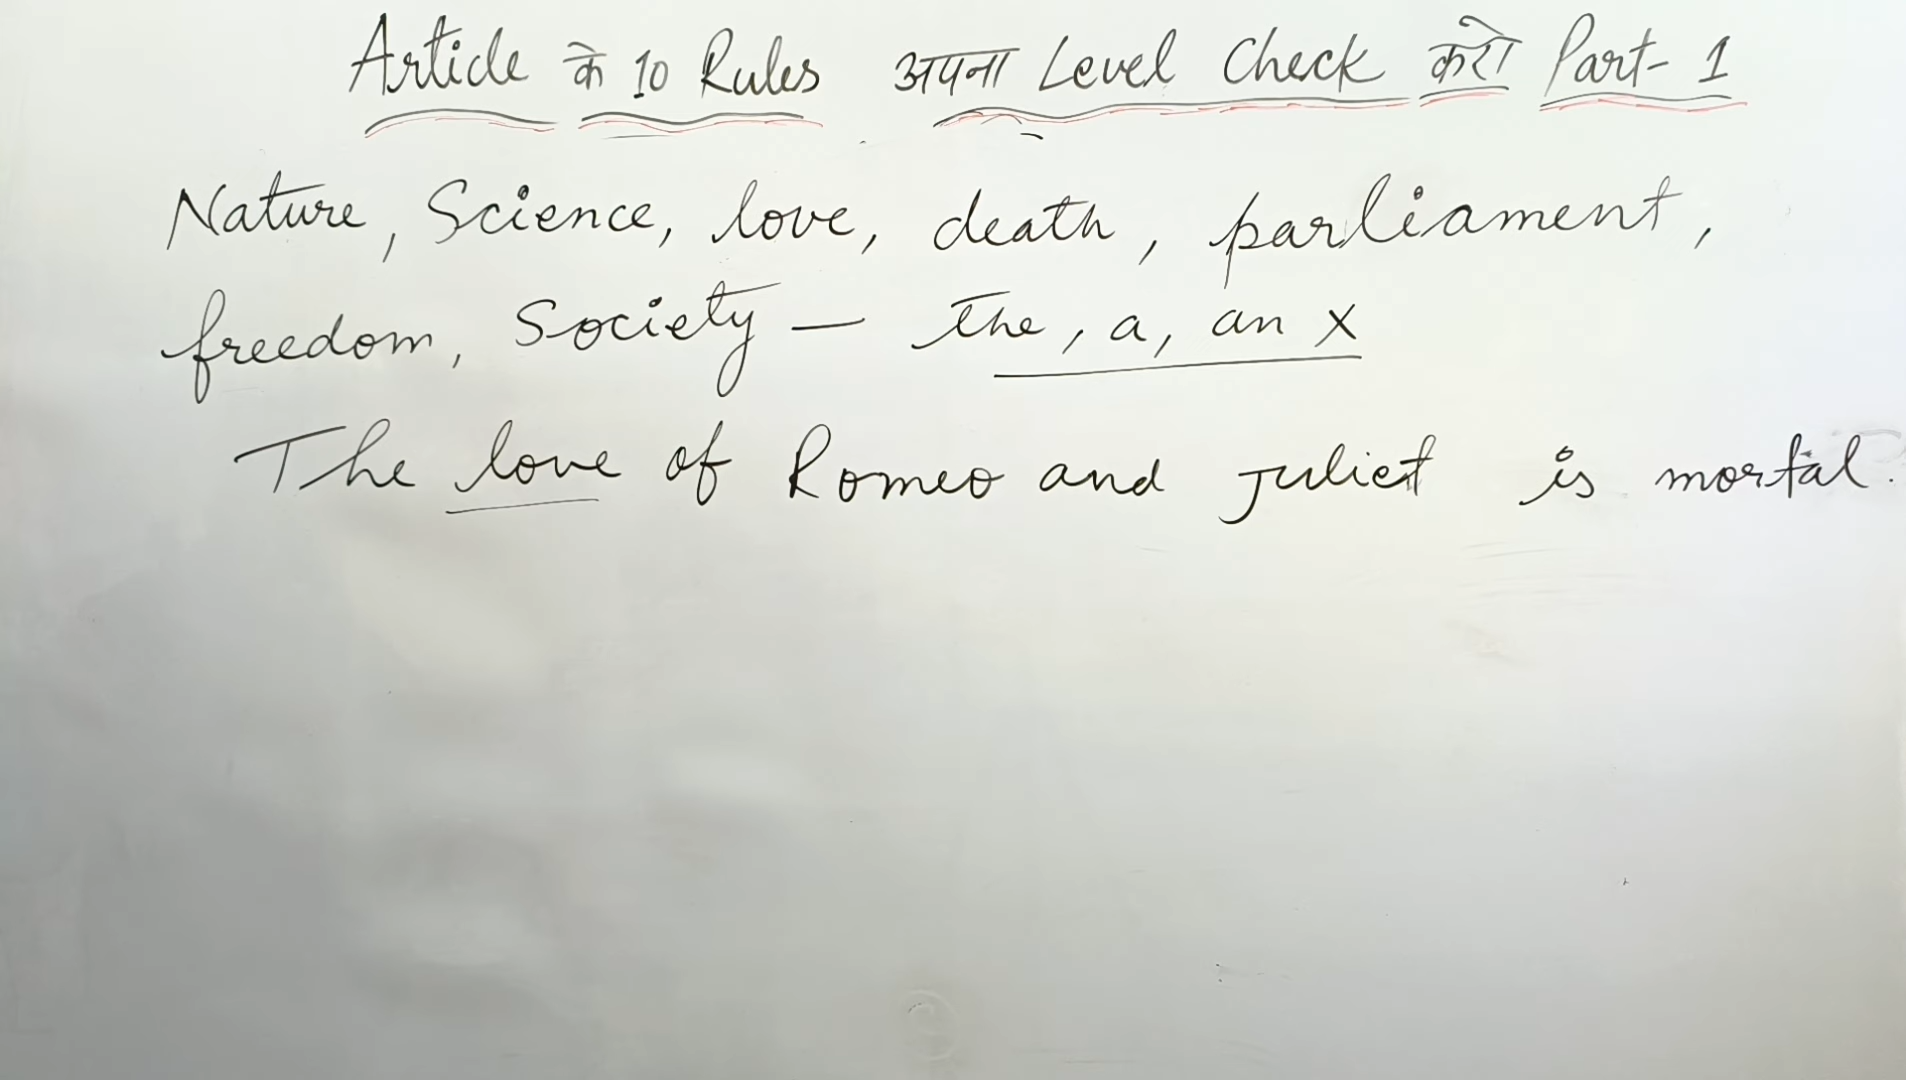 Article के 10 Rules अपना Level Check करो Part- 1
Nature, Science, love, death, parliament,
freedom, Society — the, a, an x
The love of Romeo and Juliet is mortal.